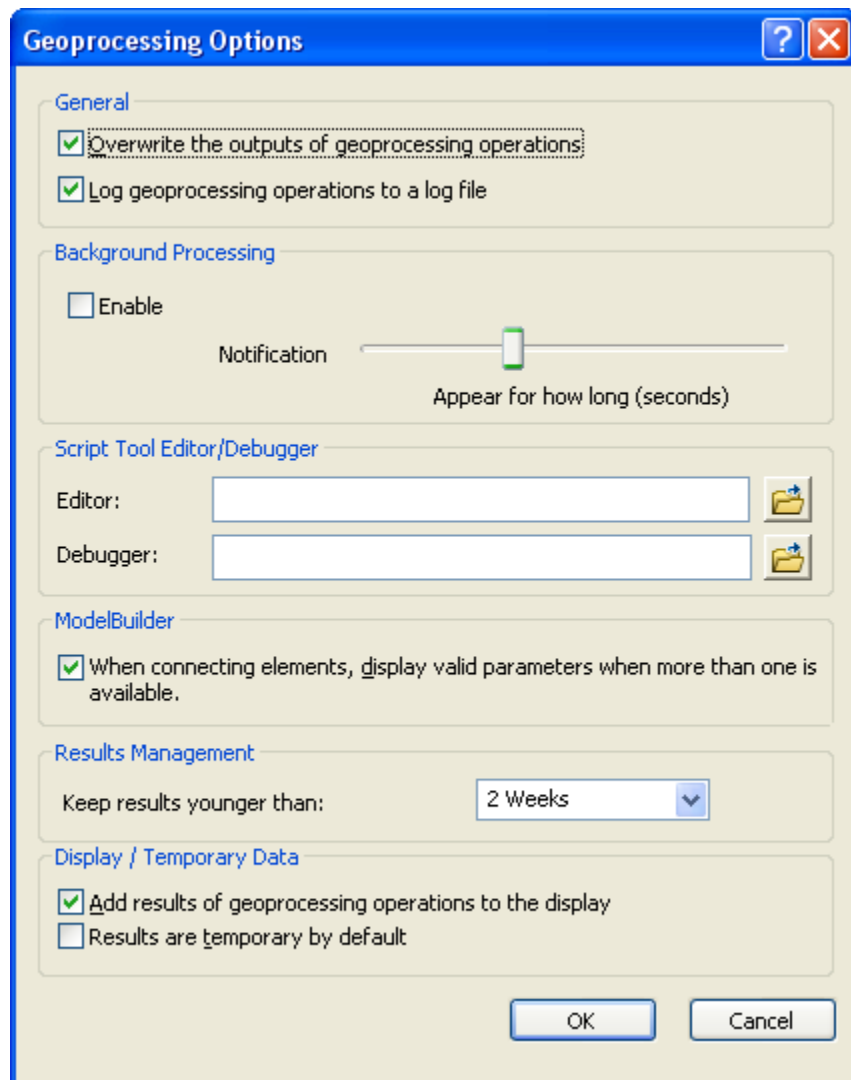 Geoprocessing Options
General
Overwrite the outputs of geoprocessing operations
Log geoprocessing operations to a log file
Background Processing
Enable
Notification
Appear for how long (seconds)
Script Tool Editor/Debugger
Editor:
Debugger:
ModelBuilder
When connecting elements, display valid parameters when more than one is
available.
Results Management
Keep results younger than:
2 Weeks
Display / Temporary Data
Add results of geoprocessing operations to the display
Results are temporary by default
OK
Cancel